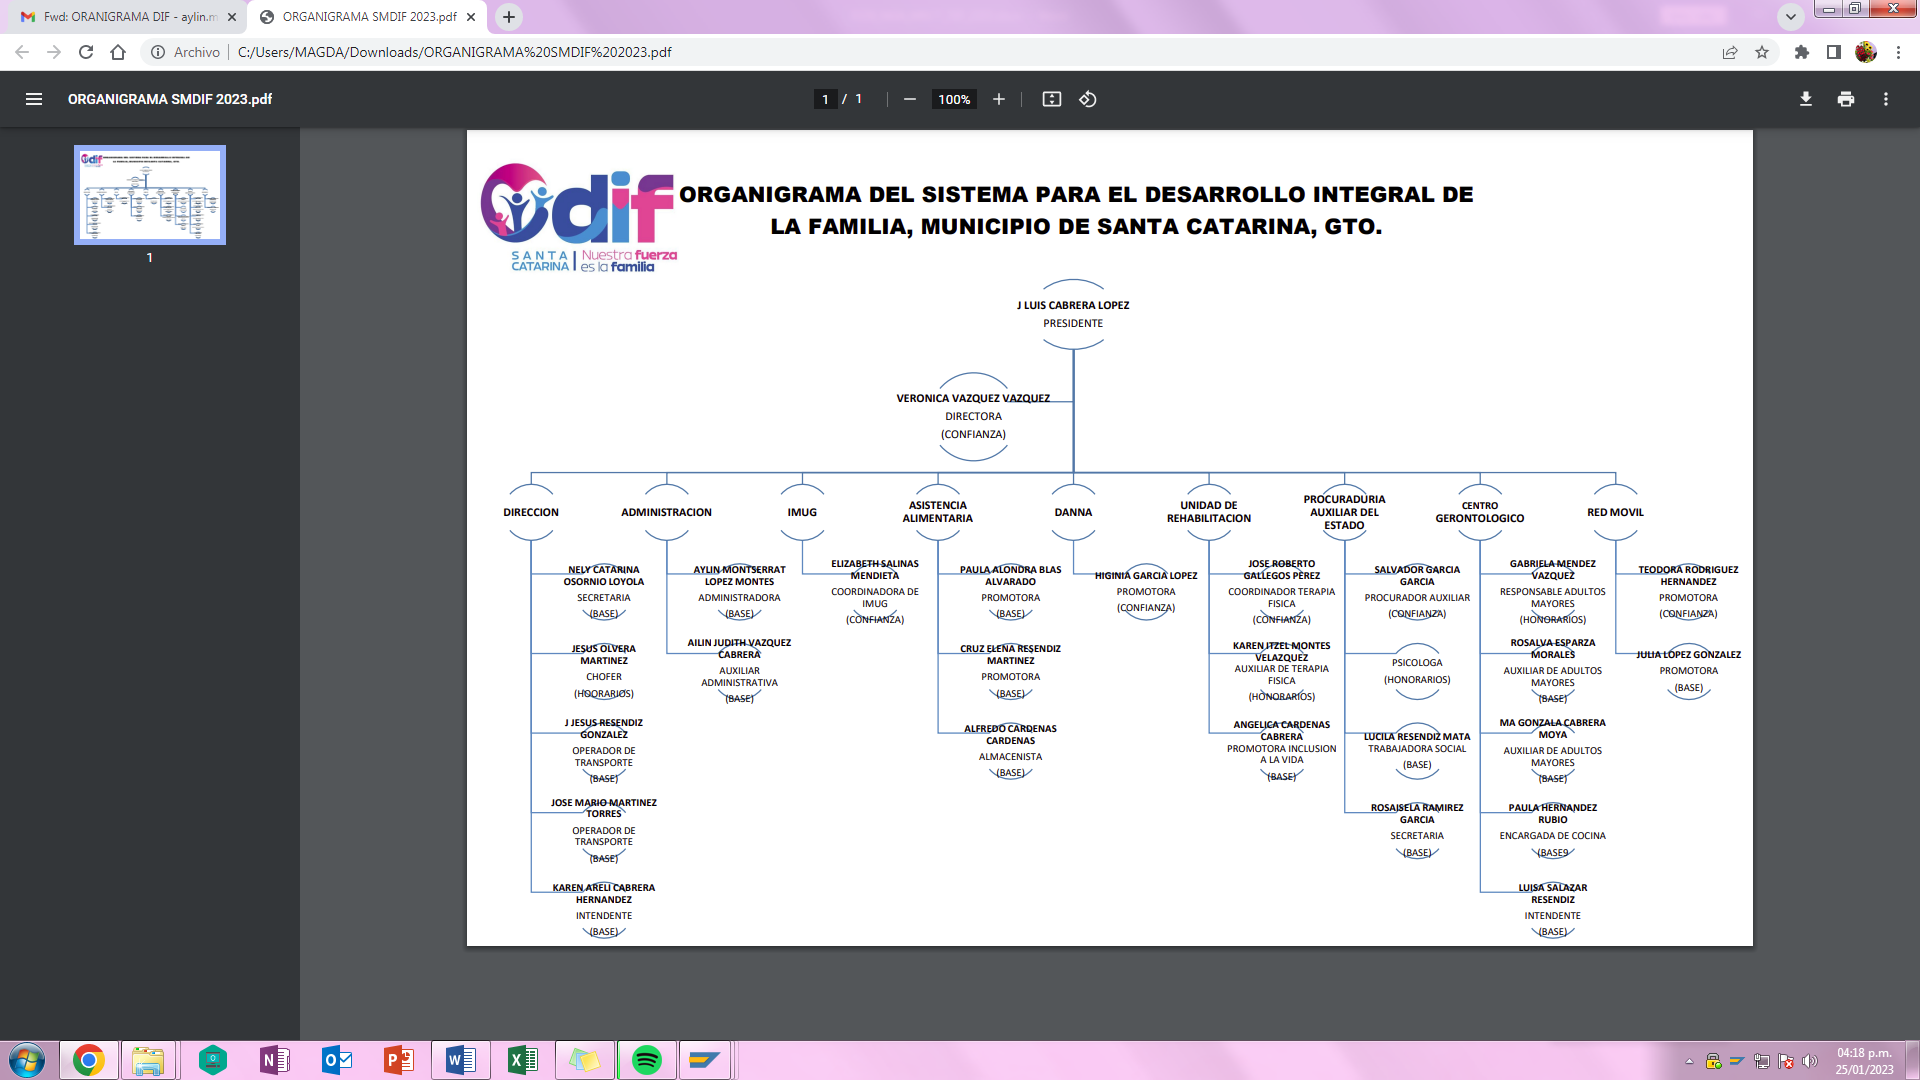 Fwd: ORANIGRAMA DIF - aylin.m
ORGANIGRAMA SMDIF 2023.pdf
Archivo
C:/Users/MAGDA/Downloads/ORGANIGRAMA%20SMDIF%202023.pdf
ORGANIGRAMA SMDIF 2023.pdf
1 / 1
100%
1
dif
SANTA CATARINA
Nuestra fuerza es la familia
ORGANIGRAMA DEL SISTEMA PARA EL DESARROLLO INTEGRAL DE
LA FAMILIA, MUNICIPIO DE SANTA CATARINA, GTO.
J LUIS CABRERA LOPEZ
PRESIDENTE
VERONICA VAZQUEZ VAZQUEZ
DIRECTORA
(CONFIANZA)
DIRECCION
NELY CATARINA
OSORNIO LOYOLA
SECRETARIA
(BASE)
JESUS OLVERA
MARTINEZ
CHOFER
(HOORARIOS)
J JESUS RESENDIZ
GONZALEZ
OPERADOR DE
TRANSPORTE
(BASE)
JOSE MARIO MARTINEZ
TORRES
OPERADOR DE
TRANSPORTE
(BASE)
KAREN ARELI CABRERA
HERNANDEZ
INTENDENTE
(BASE)
ADMINISTRACION
AYLIN MONTSERRAT
LOPEZ MONTES
ADMINISTRADORA
(BASE)
AILIN JUDITH VAZQUEZ
CABRERA
AUXILIAR
ADMINISTRATIVA
(BASE)
IMUG
ELIZABETH SALINAS
MENDIETA
COORDINADORA DE
IMUG
(CONFIANZA)
ASISTENCIA
ALIMENTARIA
PAULA ALONDRA BLAS
ALVARADO
PROMOTORA
(BASE)
CRUZ ELENA RESENDIZ
MARTINEZ
PROMOTORA
(BASE)
ALFREDO CARDENAS
CARDENAS
ALMACENISTA
(BASE)
DANNA
HIGINIA GARCIA LOPEZ
PROMOTORA
(CONFIANZA)
UNIDAD DE
REHABILITACION
JOSE ROBERTO
GALLEGOS PÉREZ
COORDINADOR TERAPIA
FISICA
(CONFIANZA)
KAREN ITZEL MONTES
VELAZQUEZ
AUXILIAR DE TERAPIA
FISICA
(HONORARIOS)
ANGELICA CARDENAS
CABRERA
PROMOTORA INCLUSION
A LA VIDA
(BASE)
PROCURADURIA
AUXILIAR DEL
ESTADO
SALVADOR GARCIA
GARCIA
PROCURADOR AUXILIAR
(CONFIANZA)
PSICOLOGA
(HONORARIOS)
LUCILA RESENDIZ MATA
TRABAJADORA SOCIAL
(BASE)
ROSAISELA RAMIREZ
GARCIA
SECRETARIA
(BASE)
CENTRO
GERONTOLOGICO
GABRIELA MENDEZ
VAZQUEZ
RESPONSABLE ADULTOS
MAYORES
(HONORARIOS)
ROSALVA ESPARZA
MORALES
AUXILIAR DE ADULTOS
MAYORES
(BASE)
MA GONZALA CABRERA
MOYA
AUXILIAR DE ADULTOS
MAYORES
(BASE)
PAULA HERNANDEZ
RUBIO
ENCARGADA DE COCINA
(BASE9
LUISA SALAZAR
RESENDIZ
INTENDENTE
(BASE)
RED MOVIL
TEODORA RODRIGUEZ
HERNANDEZ
PROMOTORA
(CONFIANZA)
JULIA LOPEZ GONZALEZ
PROMOTORA
(BASE)
04:18 p.m.
25/01/2023